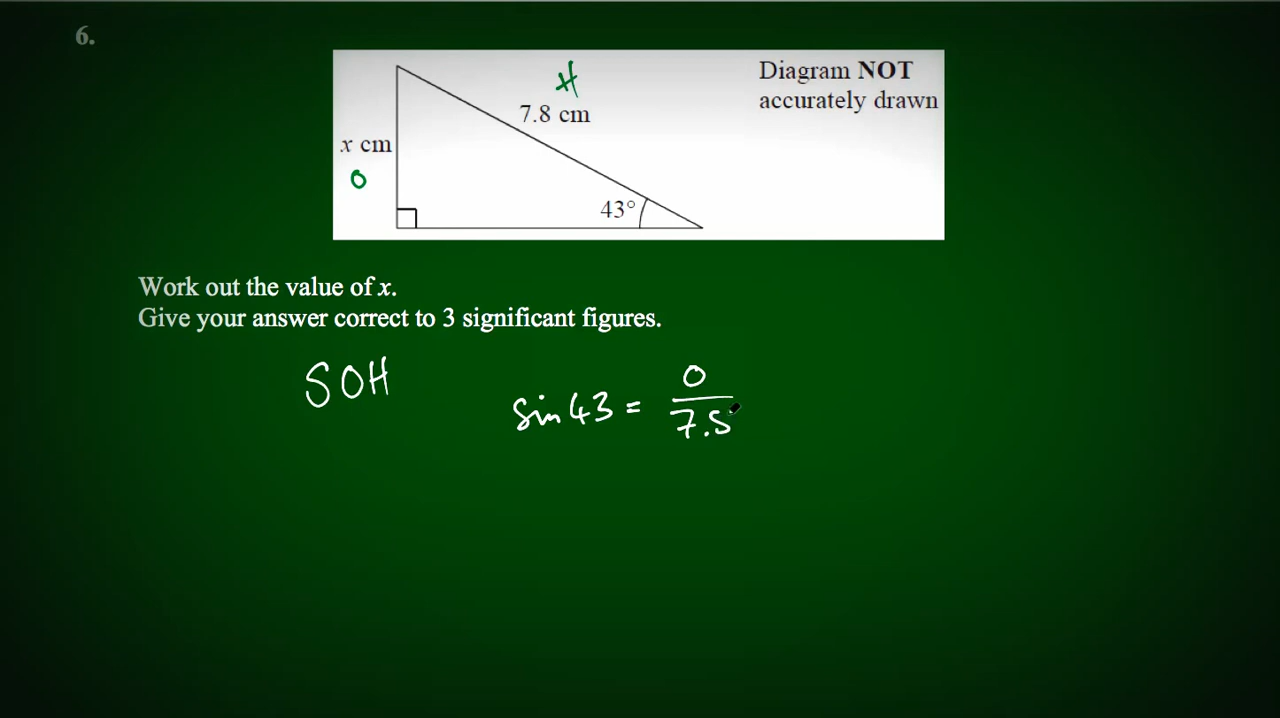 6.
H
7.8 cm
Diagram NOT
accurately drawn
x cm
O
43°
Work out the value of x.
Give your answer correct to 3 significant figures.
SOH
sin 43 = O
7.5